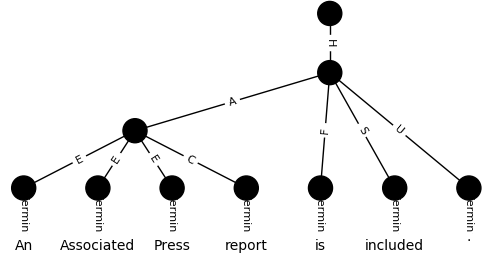 H
A
F
S
U
E
E
E
C
ermin ermin ermin ermin ermin ermin ermin
An Associated Press report is included .